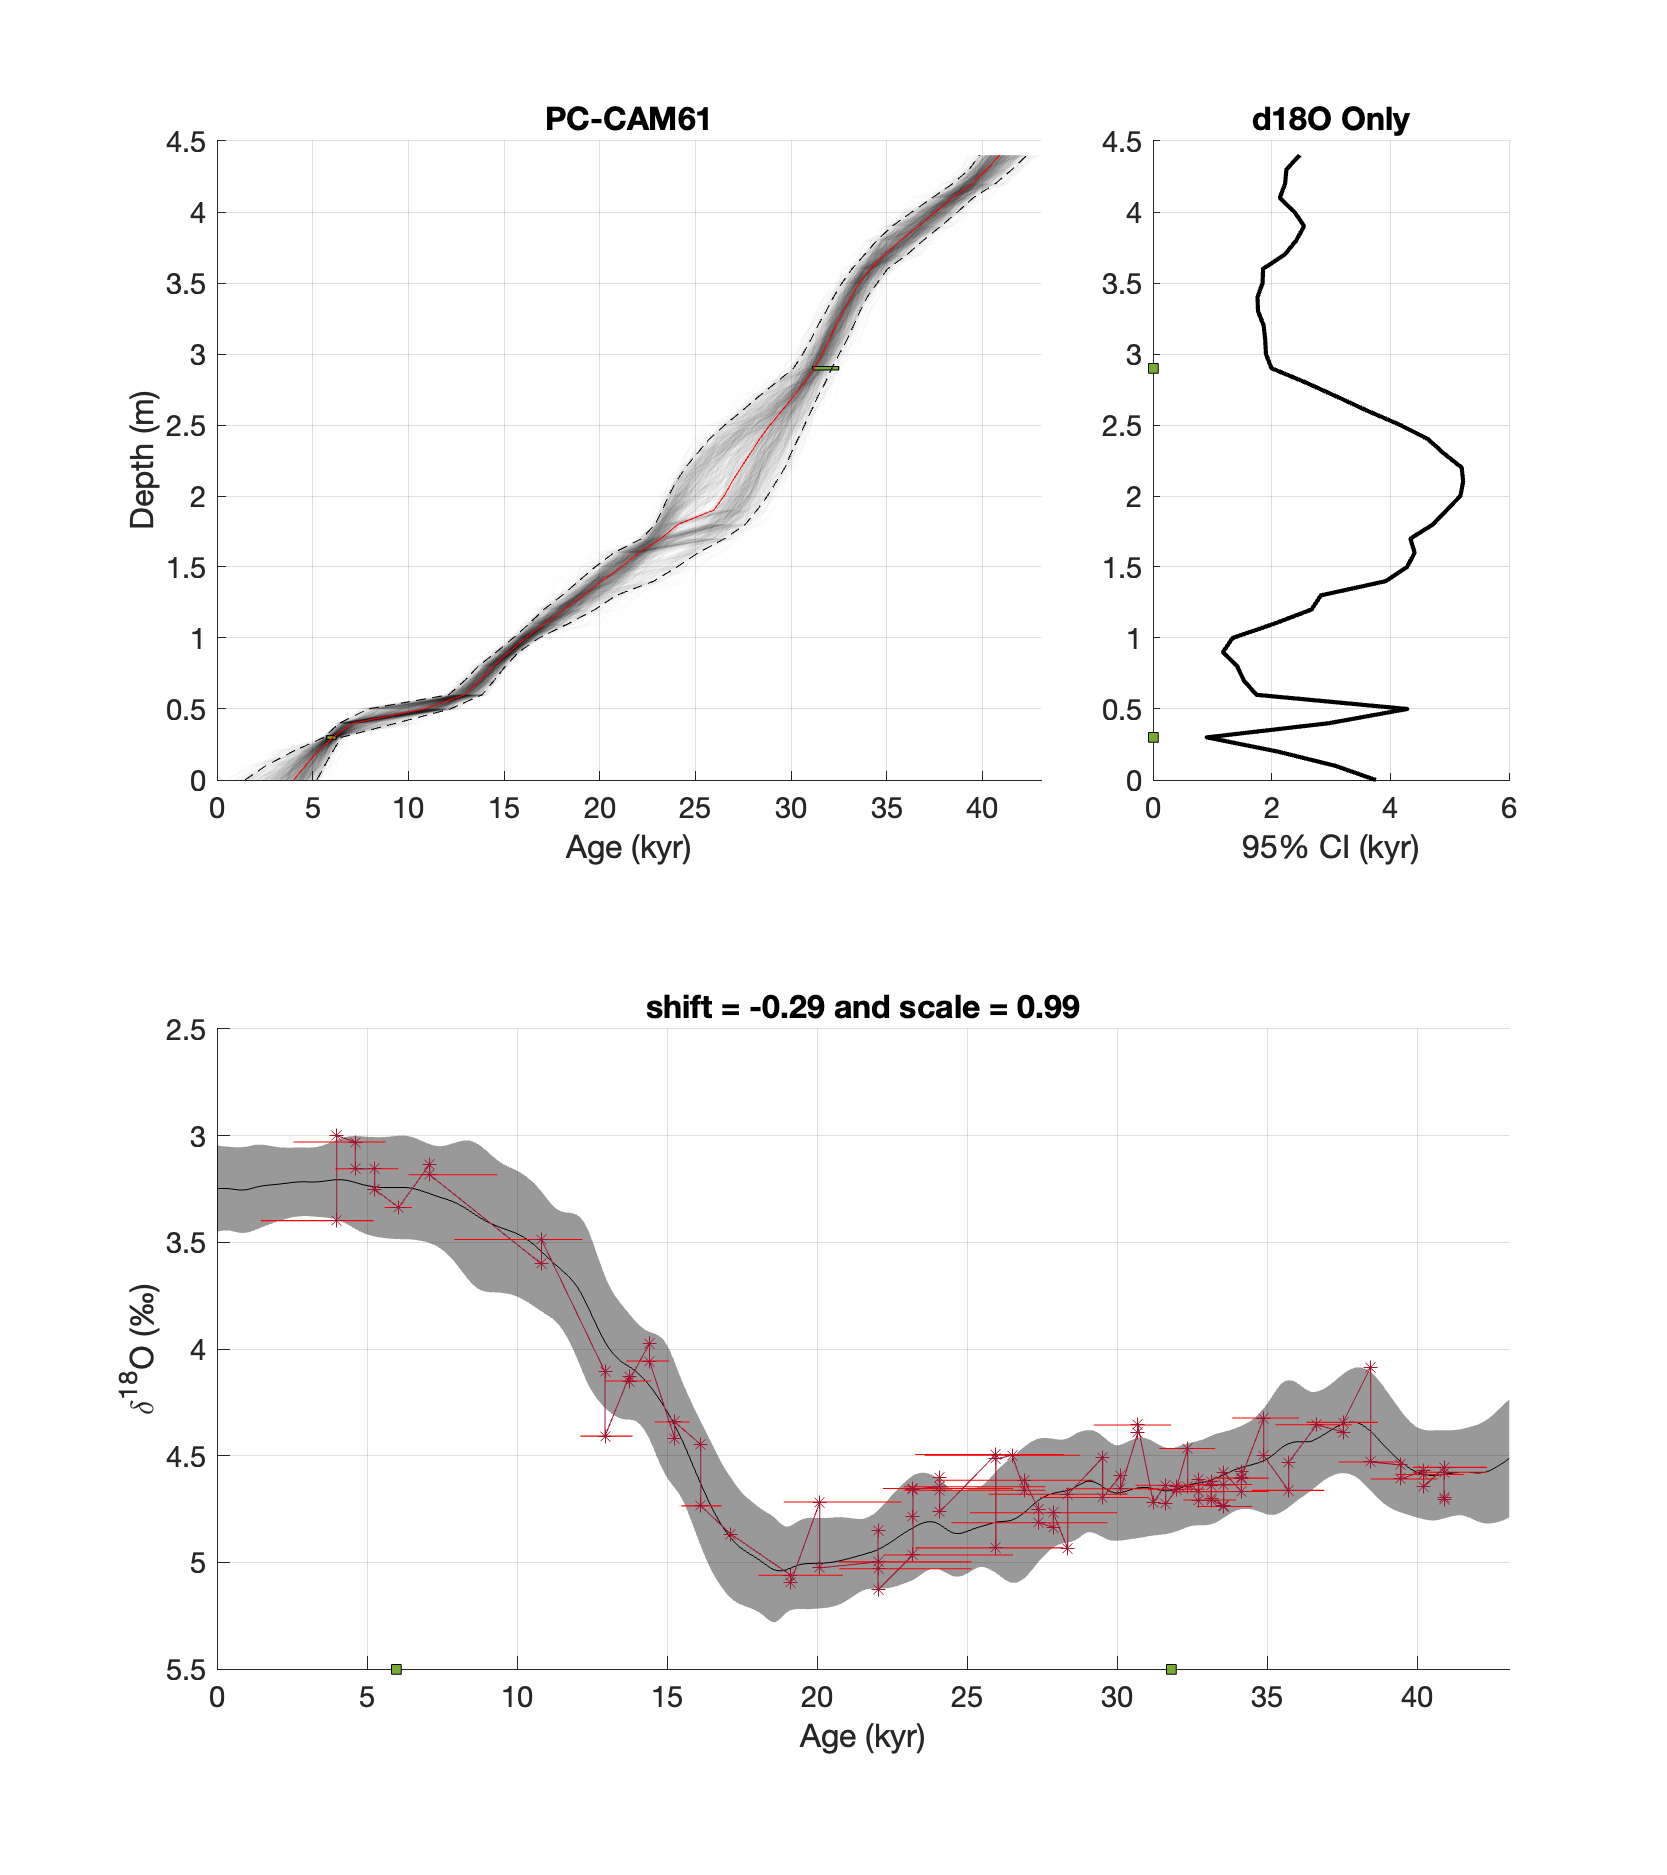 PC-CAM61
4.5
4
3.5
3
2.5
2
1.5
1
0.5
0
Depth (m)
0 5 10 15 20 25 30 35 40
Age (kyr)
d18O Only
4.5
4
3.5
3
2.5
2
1.5
1
0.5
0
0 2 4 6
95% CI (kyr)
shift = -0.29 and scale = 0.99
2.5
3
3.5
4
4.5
5
5.5
δ18O (‰)
0 5 10 15 20 25 30 35 40
Age (kyr)